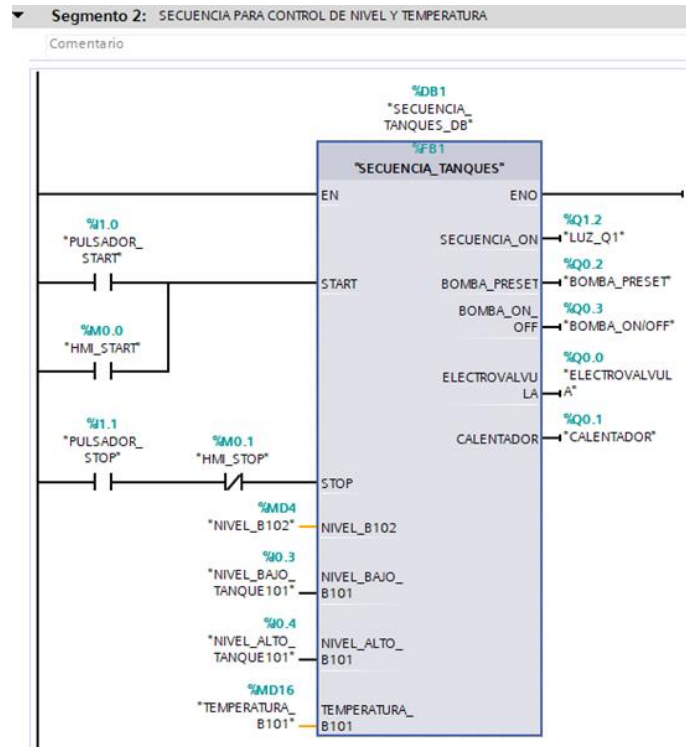 Segmento 2: SECUENCIA PARA CONTROL DE NIVEL Y TEMPERATURA
Comentario
%DB1
"SECUENCIA_
TANQUES_DB"
%FB1
"SECUENCIA_TANQUES"
EN
ENO
%I1.0
"PULSADOR_
START"
START
%M0.0
"HMI_START"
%I1.1
"PULSADOR_
STOP"
%M0.1
"HMI_STOP"
STOP
%MD4
"NIVEL_B102"
NIVEL_B102
%I0.3
"NIVEL_BAJO_
TANQUE101"
NIVEL_BAJO_
B101
%I0.4
"NIVEL_ALTO_
TANQUE101"
NIVEL_ALTO_
B101
%MD16
"TEMPERATURA_
B101"
TEMPERATURA_
B101
SECUENCIA_ON
%Q1.2
"LUZ_Q1"
BOMBA_PRESET
%Q0.2
"BOMBA_PRESET"
BOMBA_ON_
OFF
%Q0.3
"BOMBA_ON/OFF"
ELECTROVALVU
LA
%Q0.0
"ELECTROVALVUL
A"
CALENTADOR
%Q0.1
"CALENTADOR"